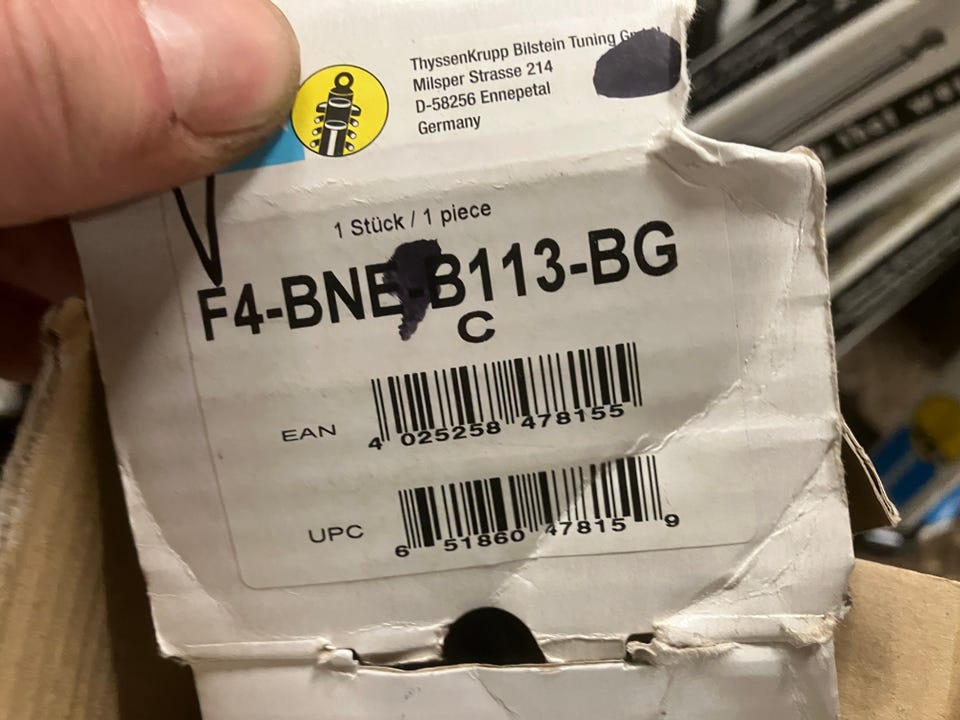 ThyssenKrupp Bilstein Tuning
Milsper Strasse 214
D-58256 Ennepetal
Germany
1 Stück / 1 piece
F4-BNE-B113-BG
C
EAN
4 025258 478155
UPC
6 51860 47815 9
that